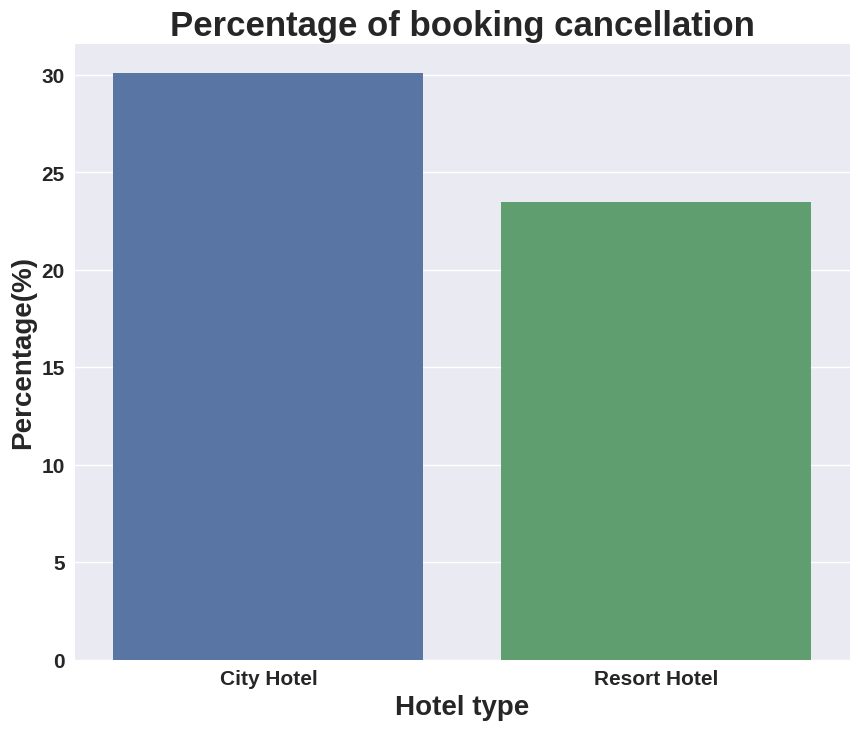 Percentage of booking cancellation
Percentage(%)
30
25
20
15
10
5
0
City Hotel
Resort Hotel
Hotel type